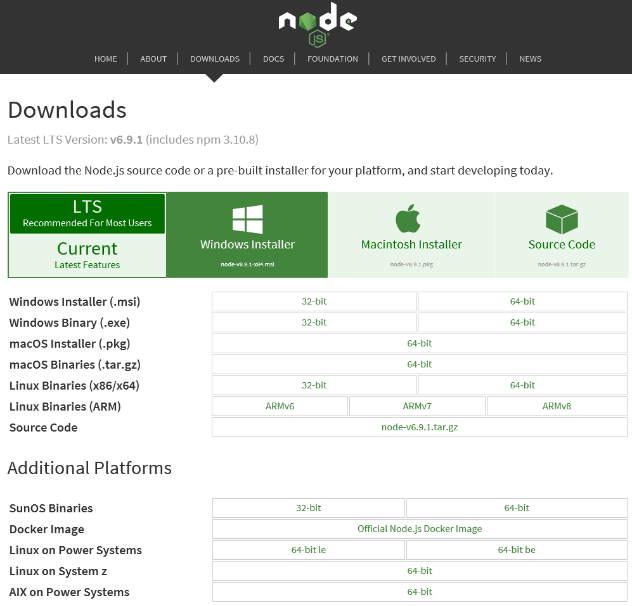 node
JS
HOME ABOUT DOWNLOADS DOCS FOUNDATION GET INVOLVED SECURITY NEWS
Downloads
Latest LTS Version: v6.9.1 (includes npm 3.10.8)
Download the Node.js source code or a pre-built installer for your platform, and start developing today.
LTS
Recommended For Most Users
Current
Latest Features
Windows Installer
node-v6.9.1-x64.msi
Macintosh Installer
node-v6.9.1.pkg
Source Code
node-v6.9.1.tar.gz
Windows Installer (.msi) 32-bit 64-bit
Windows Binary (.exe) 32-bit 64-bit
macOS Installer (.pkg) 64-bit
macOS Binaries (.tar.gz) 64-bit
Linux Binaries (x86/x64) 32-bit 64-bit
Linux Binaries (ARM) ARMv6 ARMv7 ARMv8
Source Code node-v6.9.1.tar.gz
Additional Platforms
SunOS Binaries 32-bit 64-bit
Docker Image Official Node.js Docker Image
Linux on Power Systems 64-bit le 64-bit be
Linux on System z 64-bit
AIX on Power Systems 64-bit